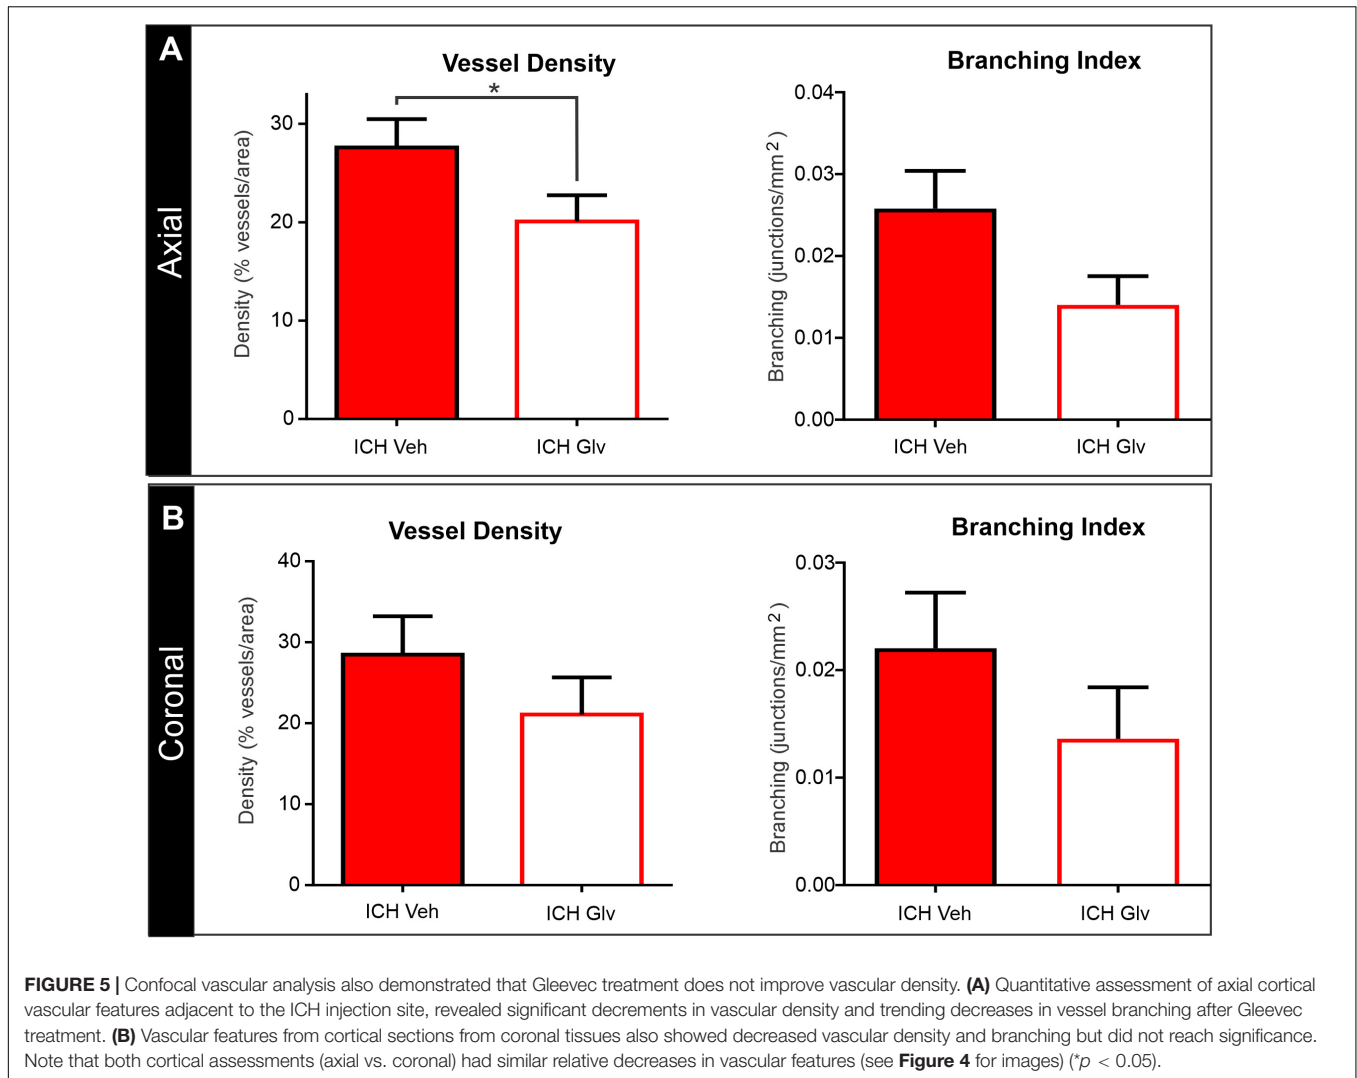 A
Axial
Vessel Density
*
Density (% vessels/area)
30
20
10
0
ICH Veh
ICH Glv
Branching Index
Branching (junctions/mm²)
0.04
0.03
0.02
0.01
0.00
ICH Veh
ICH Glv
B
Coronal
Vessel Density
Density (% vessels/area)
40
30
20
10
0
ICH Veh
ICH Glv
Branching Index
Branching (junctions/mm²)
0.03
0.02
0.01
0.00
ICH Veh
ICH Glv
FIGURE 5 | Confocal vascular analysis also demonstrated that Gleevec treatment does not improve vascular density. (A) Quantitative assessment of axial cortical
vascular features adjacent to the ICH injection site, revealed significant decrements in vascular density and trending decreases in vessel branching after Gleevec
treatment. (B) Vascular features from cortical sections from coronal tissues also showed decreased vascular density and branching but did not reach significance.
Note that both cortical assessments (axial vs. coronal) had similar relative decreases in vascular features (see Figure 4 for images) (*p < 0.05).